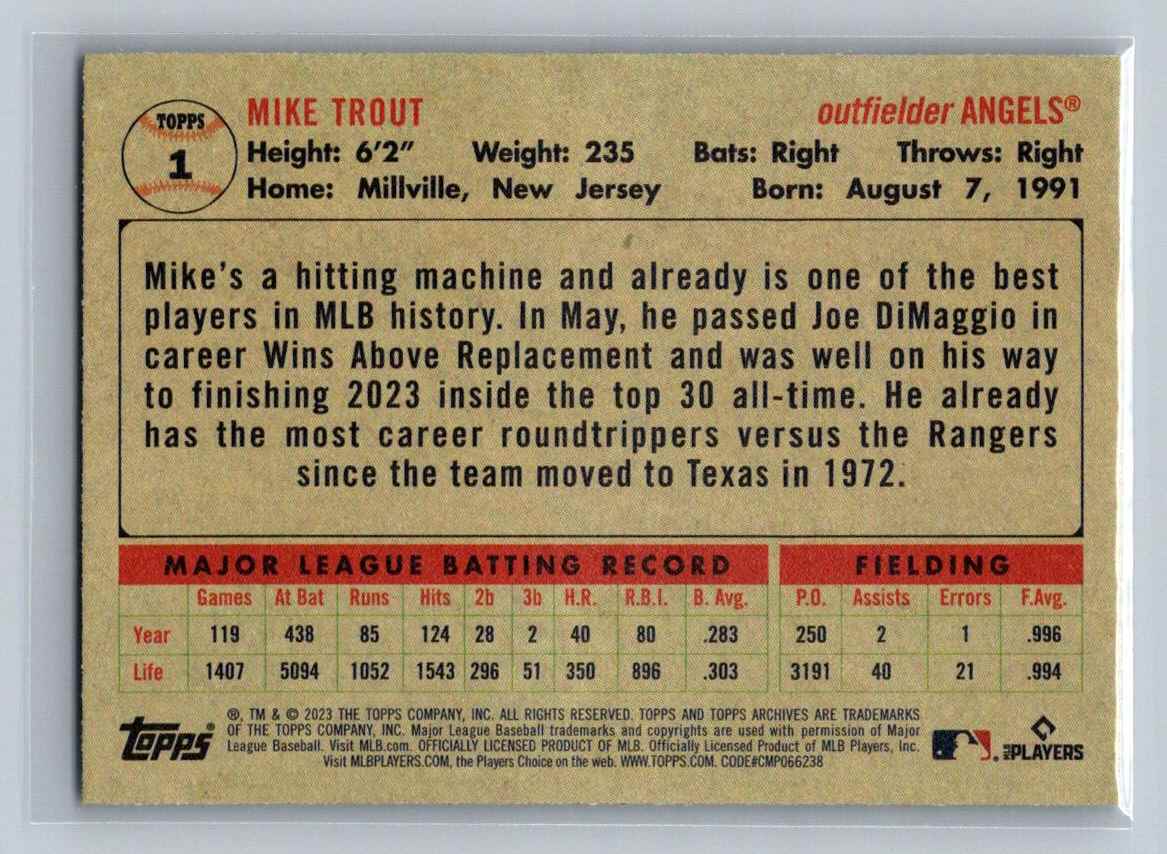 TOPPS
1
MIKE TROUT outfielder ANGELS®
Height: 6'2" Weight: 235 Bats: Right Throws: Right
Home: Millville, New Jersey Born: August 7, 1991
Mike's a hitting machine and already is one of the best
players in MLB history. In May, he passed Joe DiMaggio in
career Wins Above Replacement and was well on his way
to finishing 2023 inside the top 30 all-time. He already
has the most career roundtrippers versus the Rangers
since the team moved to Texas in 1972.
MAJOR LEAGUE BATTING RECORD FIELDING
Games At Bat Runs Hits 2b 3b H.R. R.B.I. B. Avg. P.O. Assists Errors F.Avg.
Year 119 438 85 124 28 2 40 80 .283 250 2 1 .996
Life 1407 5094 1052 1543 296 51 350 896 .303 3191 40 21 .994
topps®
®, TM & © 2023 THE TOPPS COMPANY, INC. ALL RIGHTS RESERVED. TOPPS AND TOPPS ARCHIVES ARE TRADEMARKS
OF THE TOPPS COMPANY, INC. Major League Baseball trademarks and copyrights are used with permission of Major
League Baseball. Visit MLB.com. OFFICIALLY LICENSED PRODUCT OF MLB. Officially Licensed Product of MLB Players, Inc.
Visit MLBPLAYERS.COM, the Players Choice on the web. WWW.TOPPS.COM. CODE#CMP066238
MLB PLAYERS